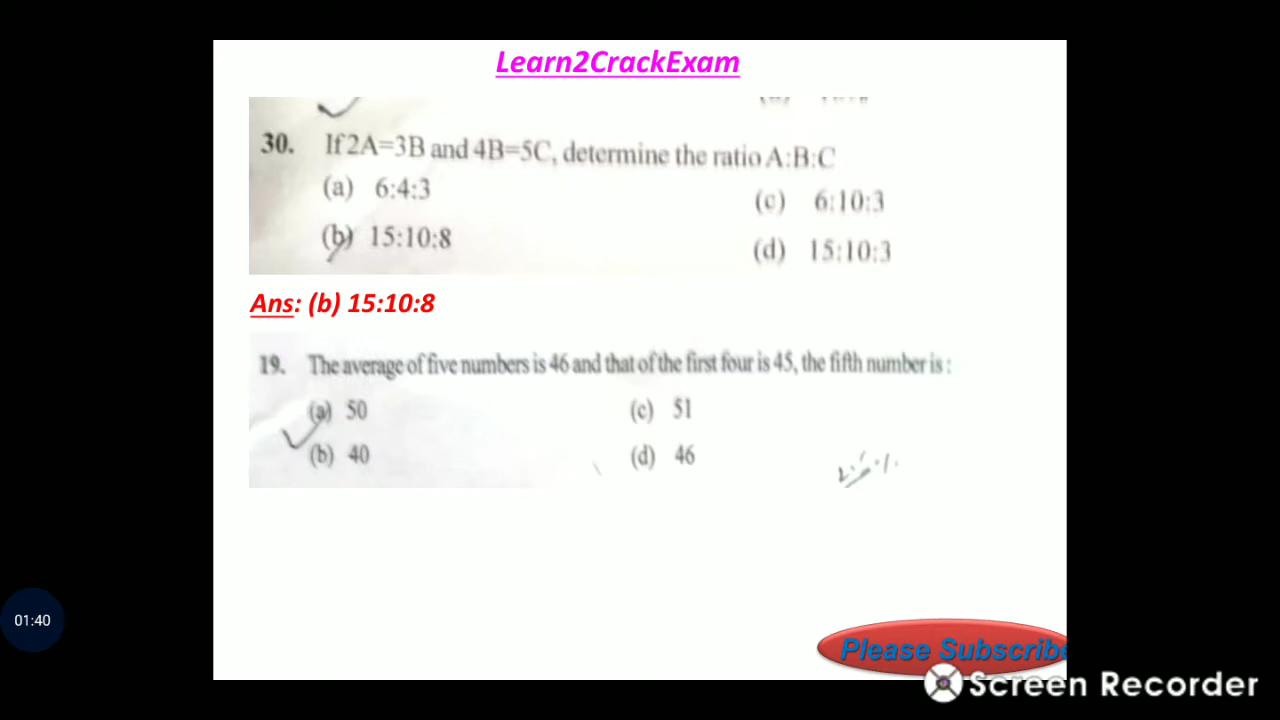 Learn2CrackExam
30. If 2A=3B and 4B=5C, determine the ratio A:B:C
(a) 6:4:3 (c) 6:10:3
(b) 15:10:8 (d) 15:10:3
Ans: (b) 15:10:8
19. The average of five numbers is 46 and that of the first four is 45, the fifth number is :
(a) 50 (c) 51
(b) 40 (d) 46
01:40
Please Subscribe
Screen Recorder